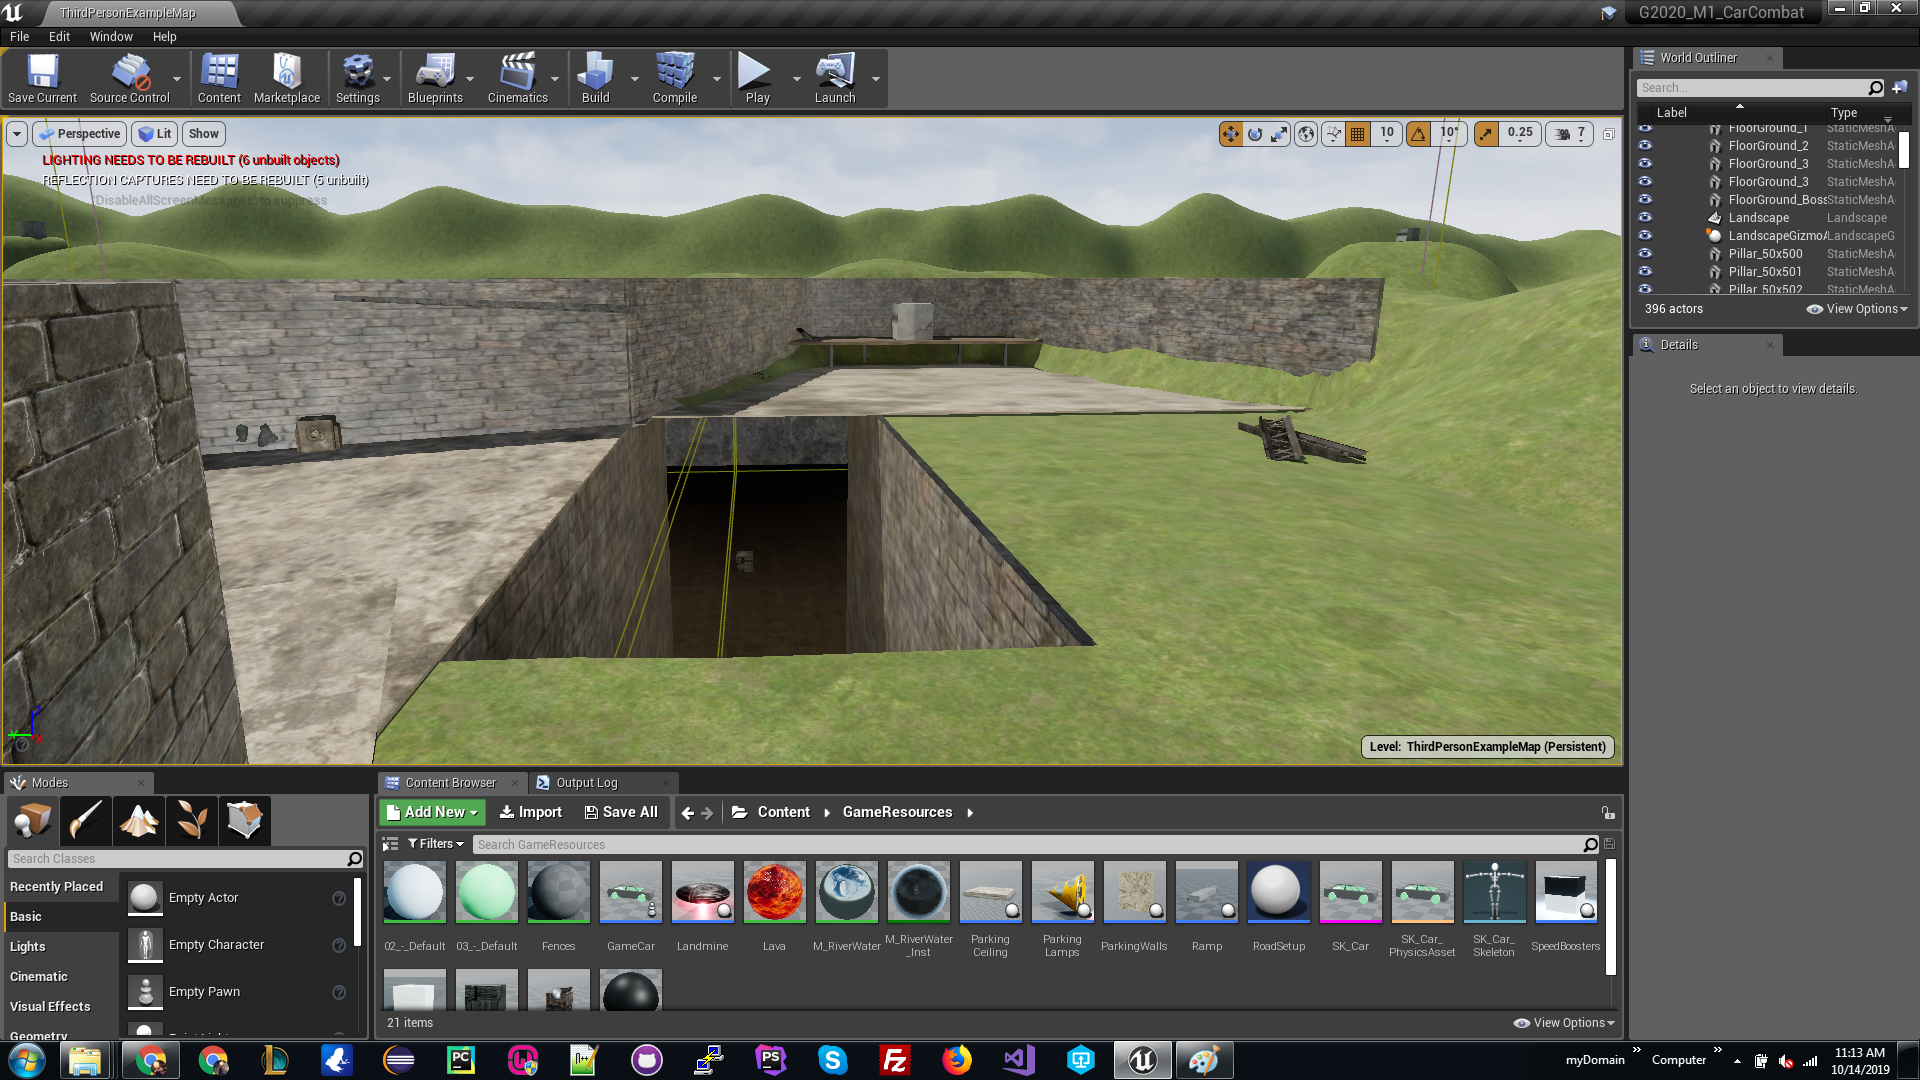 ThirdPersonExampleMap
G2020_M1_CarCombat
File Edit Window Help
Save Current Source Control Content Marketplace Settings Blueprints Cinematics Build Compile Play Launch
World Outliner
Search...
Label Type
FloorGround_1 StaticMeshA
FloorGround_2 StaticMeshA
FloorGround_3 StaticMeshA
FloorGround_3 StaticMeshA
FloorGround_Boss StaticMeshA
Landscape Landscape
LandscapeGizmoA LandscapeG
Pillar_50x500 StaticMeshA
Pillar_50x501 StaticMeshA
Pillar_50x502 StaticMeshA
396 actors View Options
Details
Select an object to view details.
Perspective Lit Show
10 10° 0.25 7
LIGHTING NEEDS TO BE REBUILT (6 unbuilt objects)
REFLECTION CAPTURES NEED TO BE REBUILT (5 unbuilt)
'DisableAllScreenMessages' to suppress
Level: ThirdPersonExampleMap (Persistent)
Modes
Search Classes
Recently Placed
Basic
Lights
Cinematic
Visual Effects
Geometry
Empty Actor
Empty Character
Empty Pawn
Content Browser Output Log
Add New Import Save All Content GameResources
Filters Search GameResources
02_-_Default 03_-_Default Fences GameCar Landmine Lava M_RiverWater M_RiverWater_Inst Parking Ceiling Parking Lamps ParkingWalls Ramp RoadSetup SK_Car SK_Car_PhysicsAsset SK_Car_Skeleton SpeedBoosters
21 items View Options
myDomain » Computer »
11:13 AM
10/14/2019